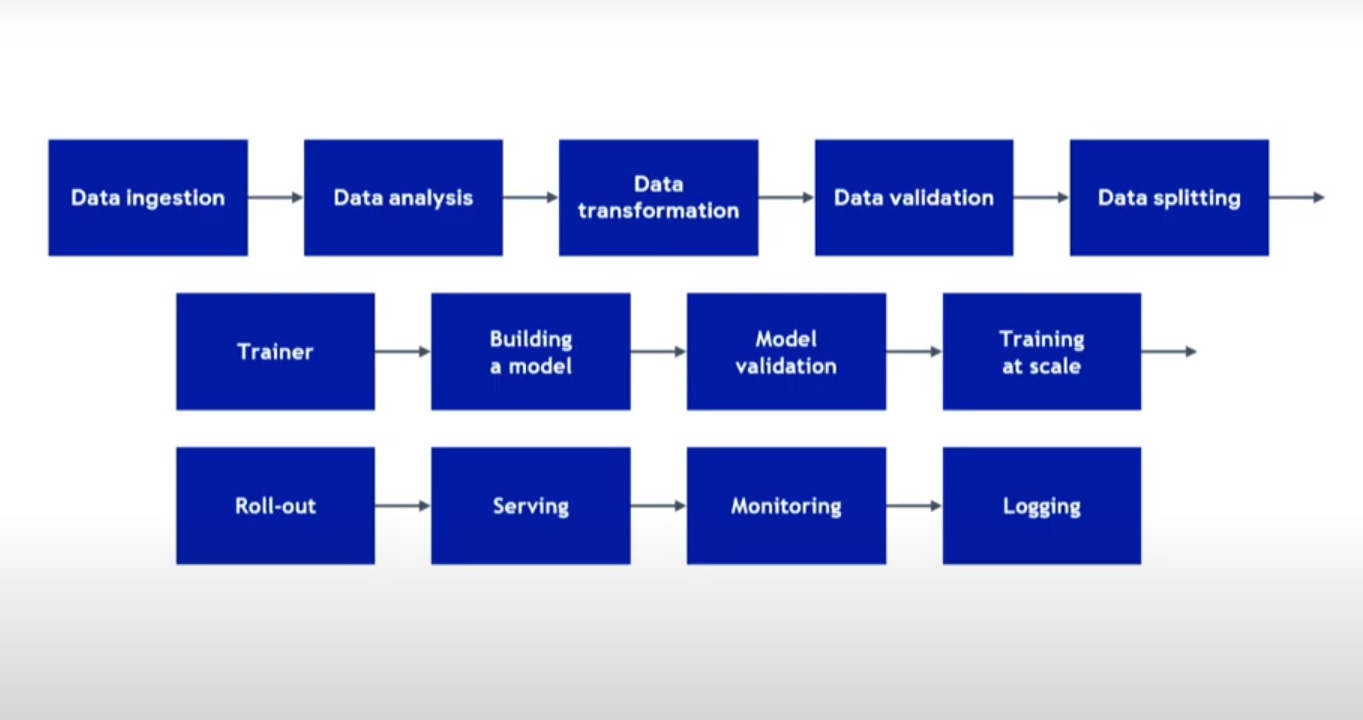 Data ingestion
Data analysis
Data
transformation
Data validation
Data splitting
Trainer
Building
a model
Model
validation
Training
at scale
Roll-out
Serving
Monitoring
Logging